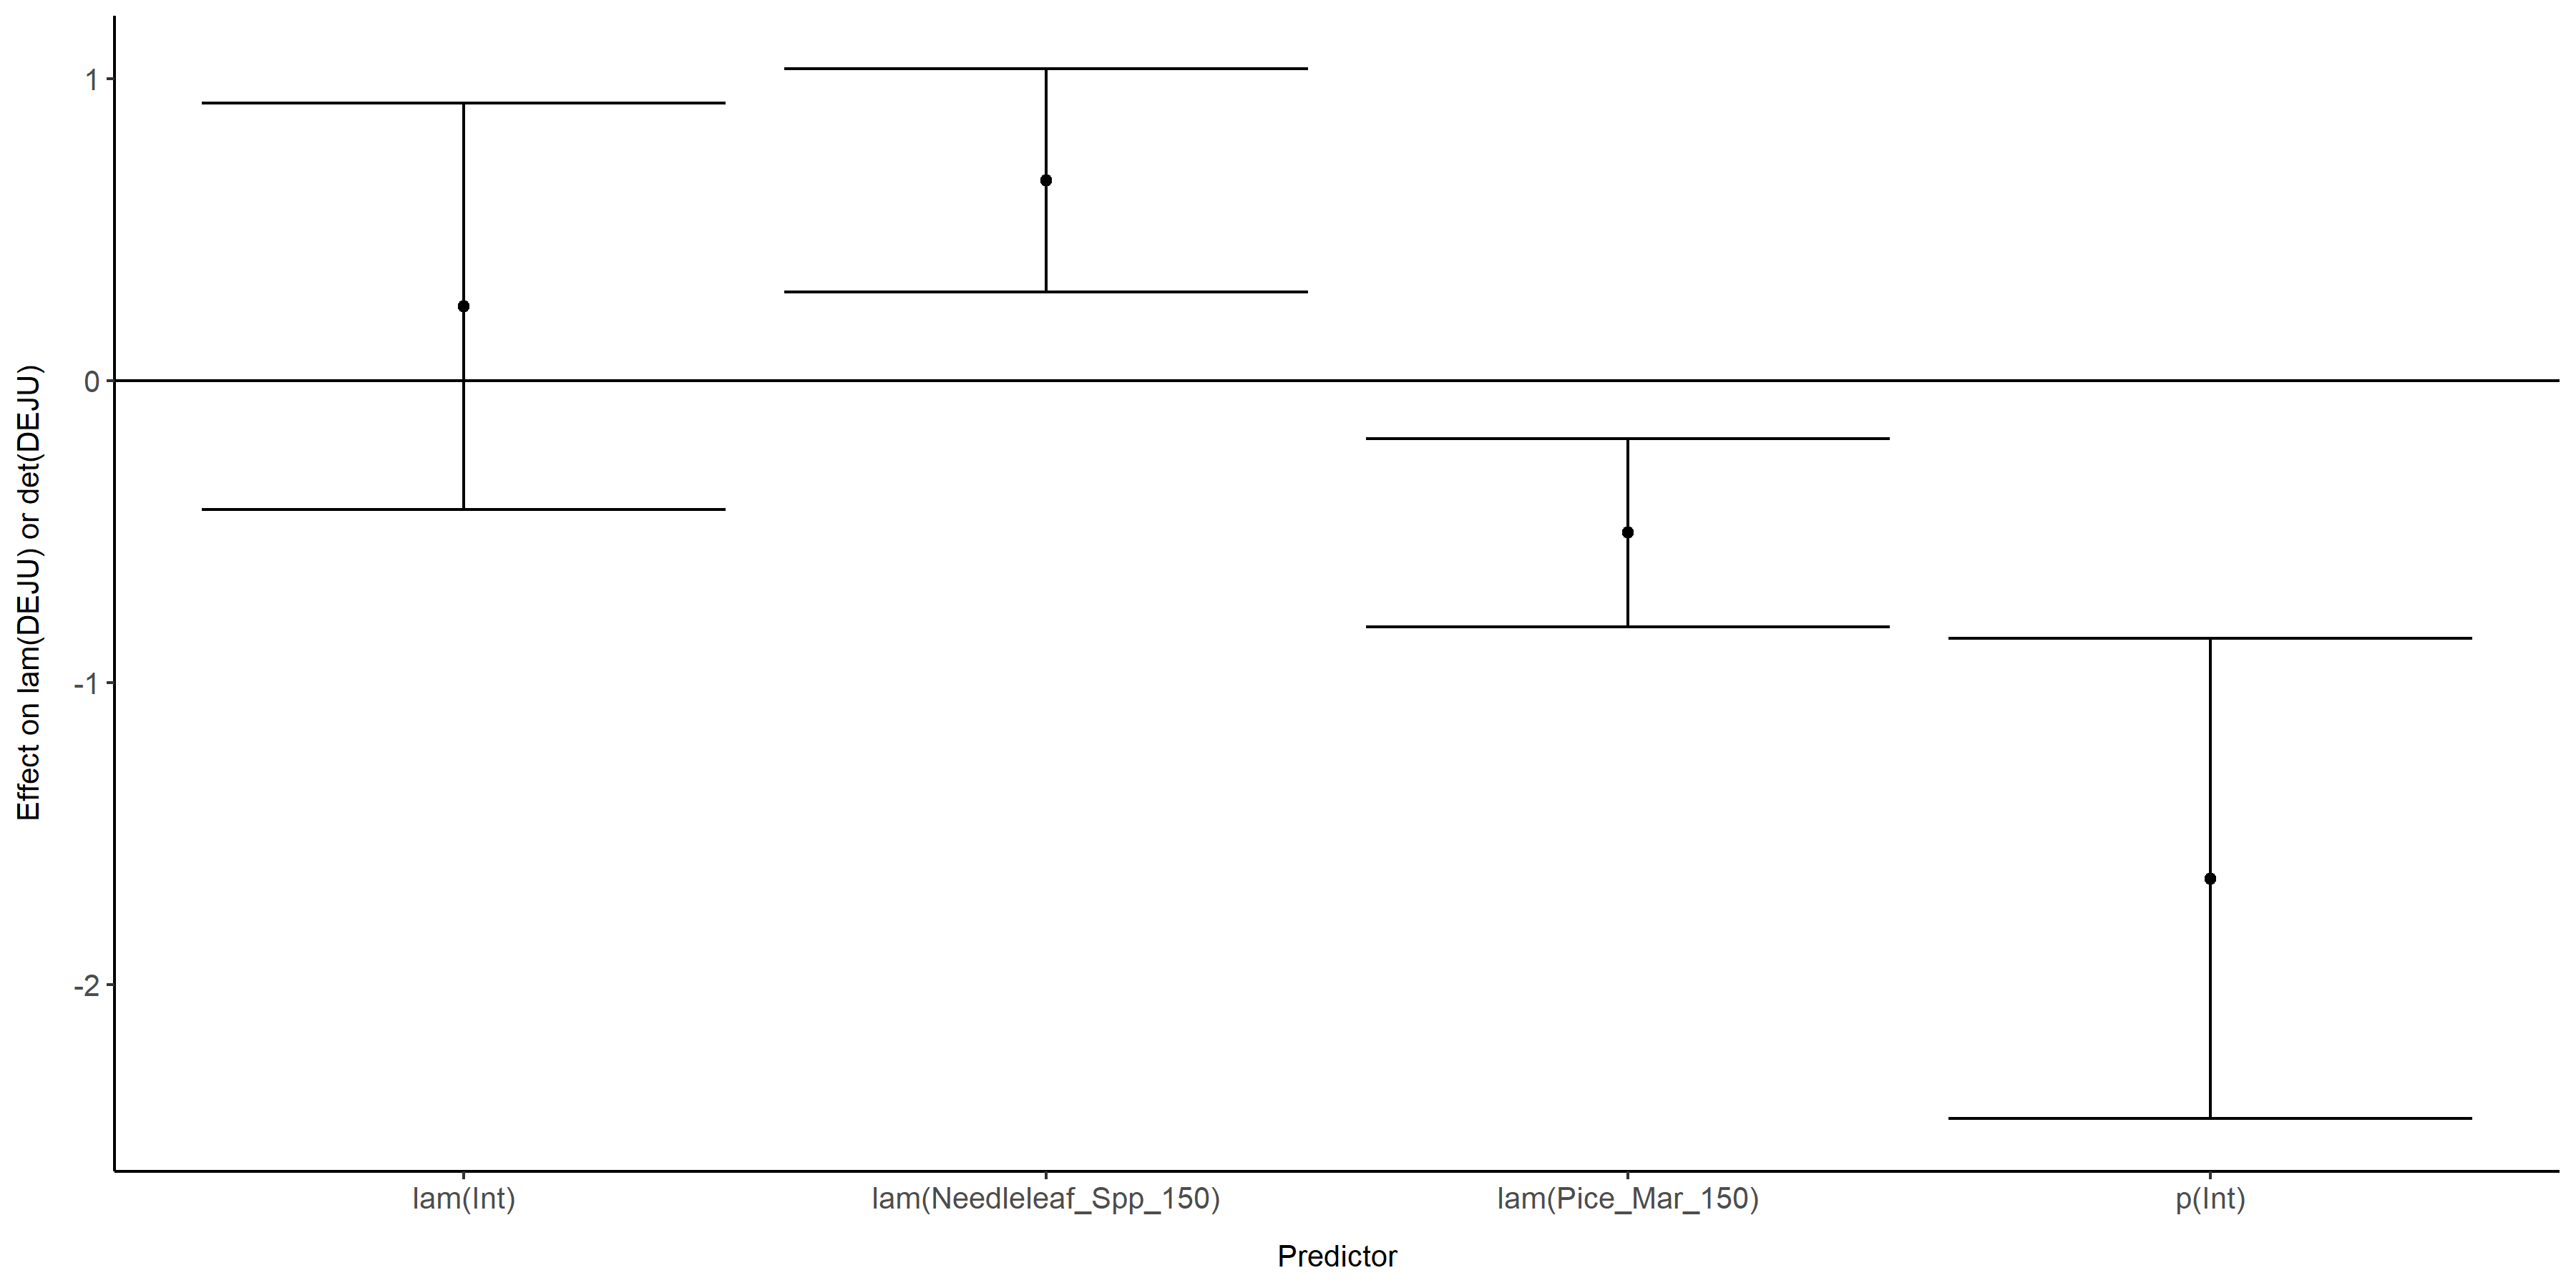 Effect on lam(DEJU) or det(DEJU)
1
0
-1
-2
lam(Int)
lam(Needleleaf_Spp_150)
lam(Pice_Mar_150)
p(Int)
Predictor